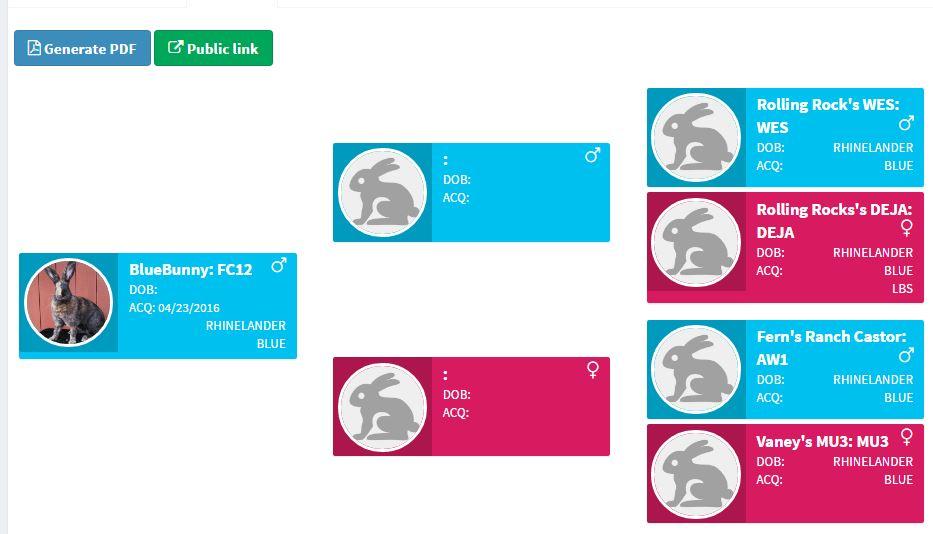 Generate PDF
Public link
BlueBunny: FC12 ♂
DOB:
ACQ: 04/23/2016
RHINELANDER
BLUE
: ♂
DOB:
ACQ:
: ♀
DOB:
ACQ:
Rolling Rock's WES:
WES ♂
DOB: RHINELANDER
ACQ: BLUE
Rolling Rocks's DEJA:
DEJA ♀
DOB: RHINELANDER
ACQ: BLUE
LBS
Fern's Ranch Castor:
AW1 ♂
DOB: RHINELANDER
ACQ: BLUE
Vaney's MU3: MU3 ♀
DOB: RHINELANDER
ACQ: BLUE